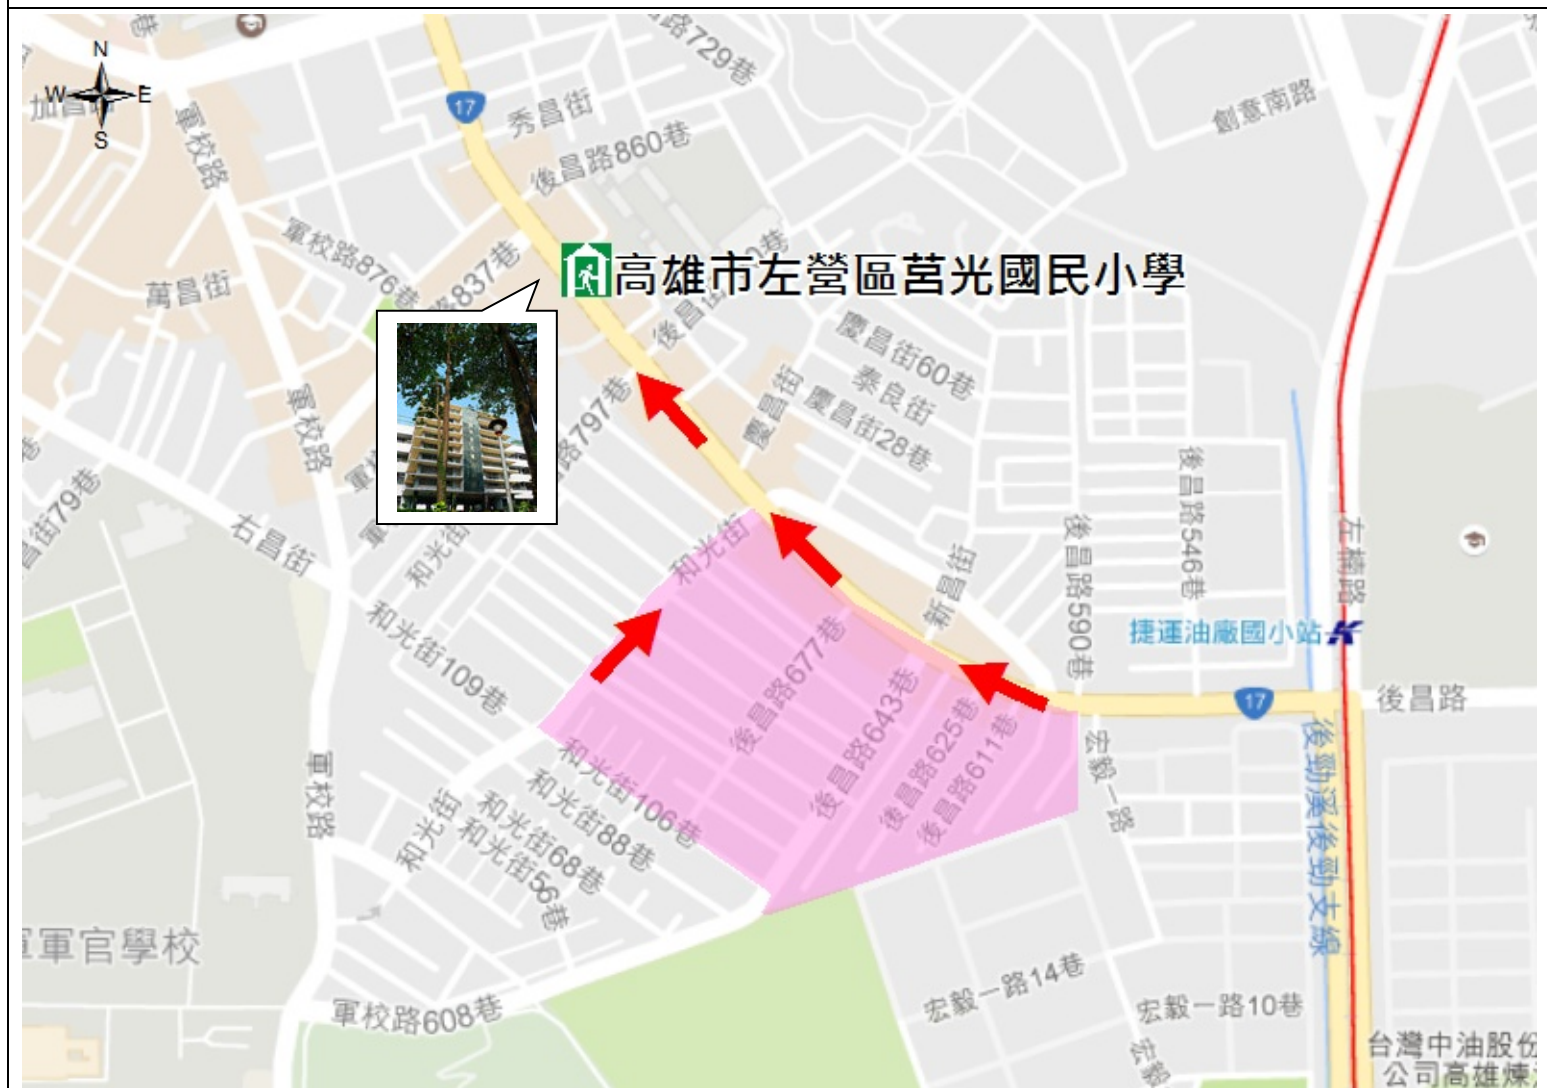 N
W
E
S
加昌
巷
軍校路
17
秀昌街
路729巷
後昌路860巷
創意南路
軍校路876巷
路837巷
萬昌街
高雄市左營區莒光國民小學
後昌街
巷
慶昌街60巷
泰良街
慶昌街28巷
慶昌街
軍校路
路797巷
昌街79巷
右昌街
軍
和光街
和光街
後昌路546巷
左楠路
後昌路590巷
新昌街
捷運油廠國小站
和光街109巷
後昌路677巷
後昌路643巷
後昌路625巷
後昌路611巷
17
後昌路
宏毅一路
後勁溪後勁支線
軍校路
和光街106巷
和光街88巷
和光街68巷
和光街56巷
和光街
軍官學校
軍校路608巷
宏毅一路14巷
宏毅一路10巷
宏毅
台灣中油股份
公司高雄煉